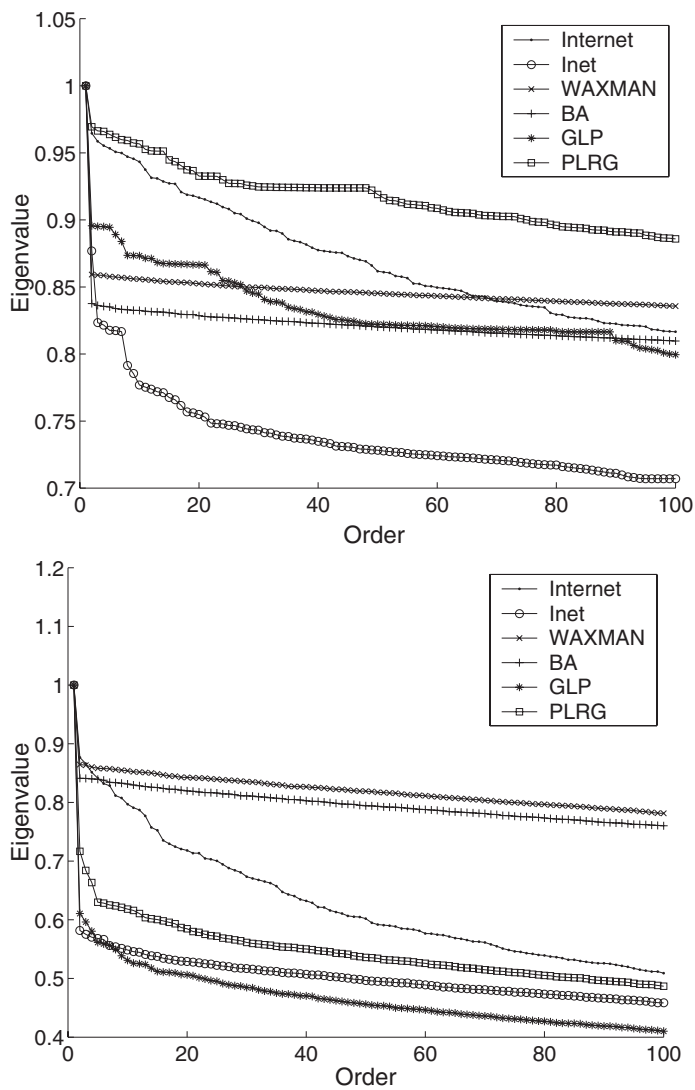 1.05
1
0.95
0.9
0.85
0.8
0.75
0.7
Eigenvalue
0
20
40
60
80
100
Order
Internet
Inet
WAXMAN
BA
GLP
PLRG
1.2
1.1
1
0.9
0.8
0.7
0.6
0.5
0.4
Eigenvalue
0
20
40
60
80
100
Order
Internet
Inet
WAXMAN
BA
GLP
PLRG